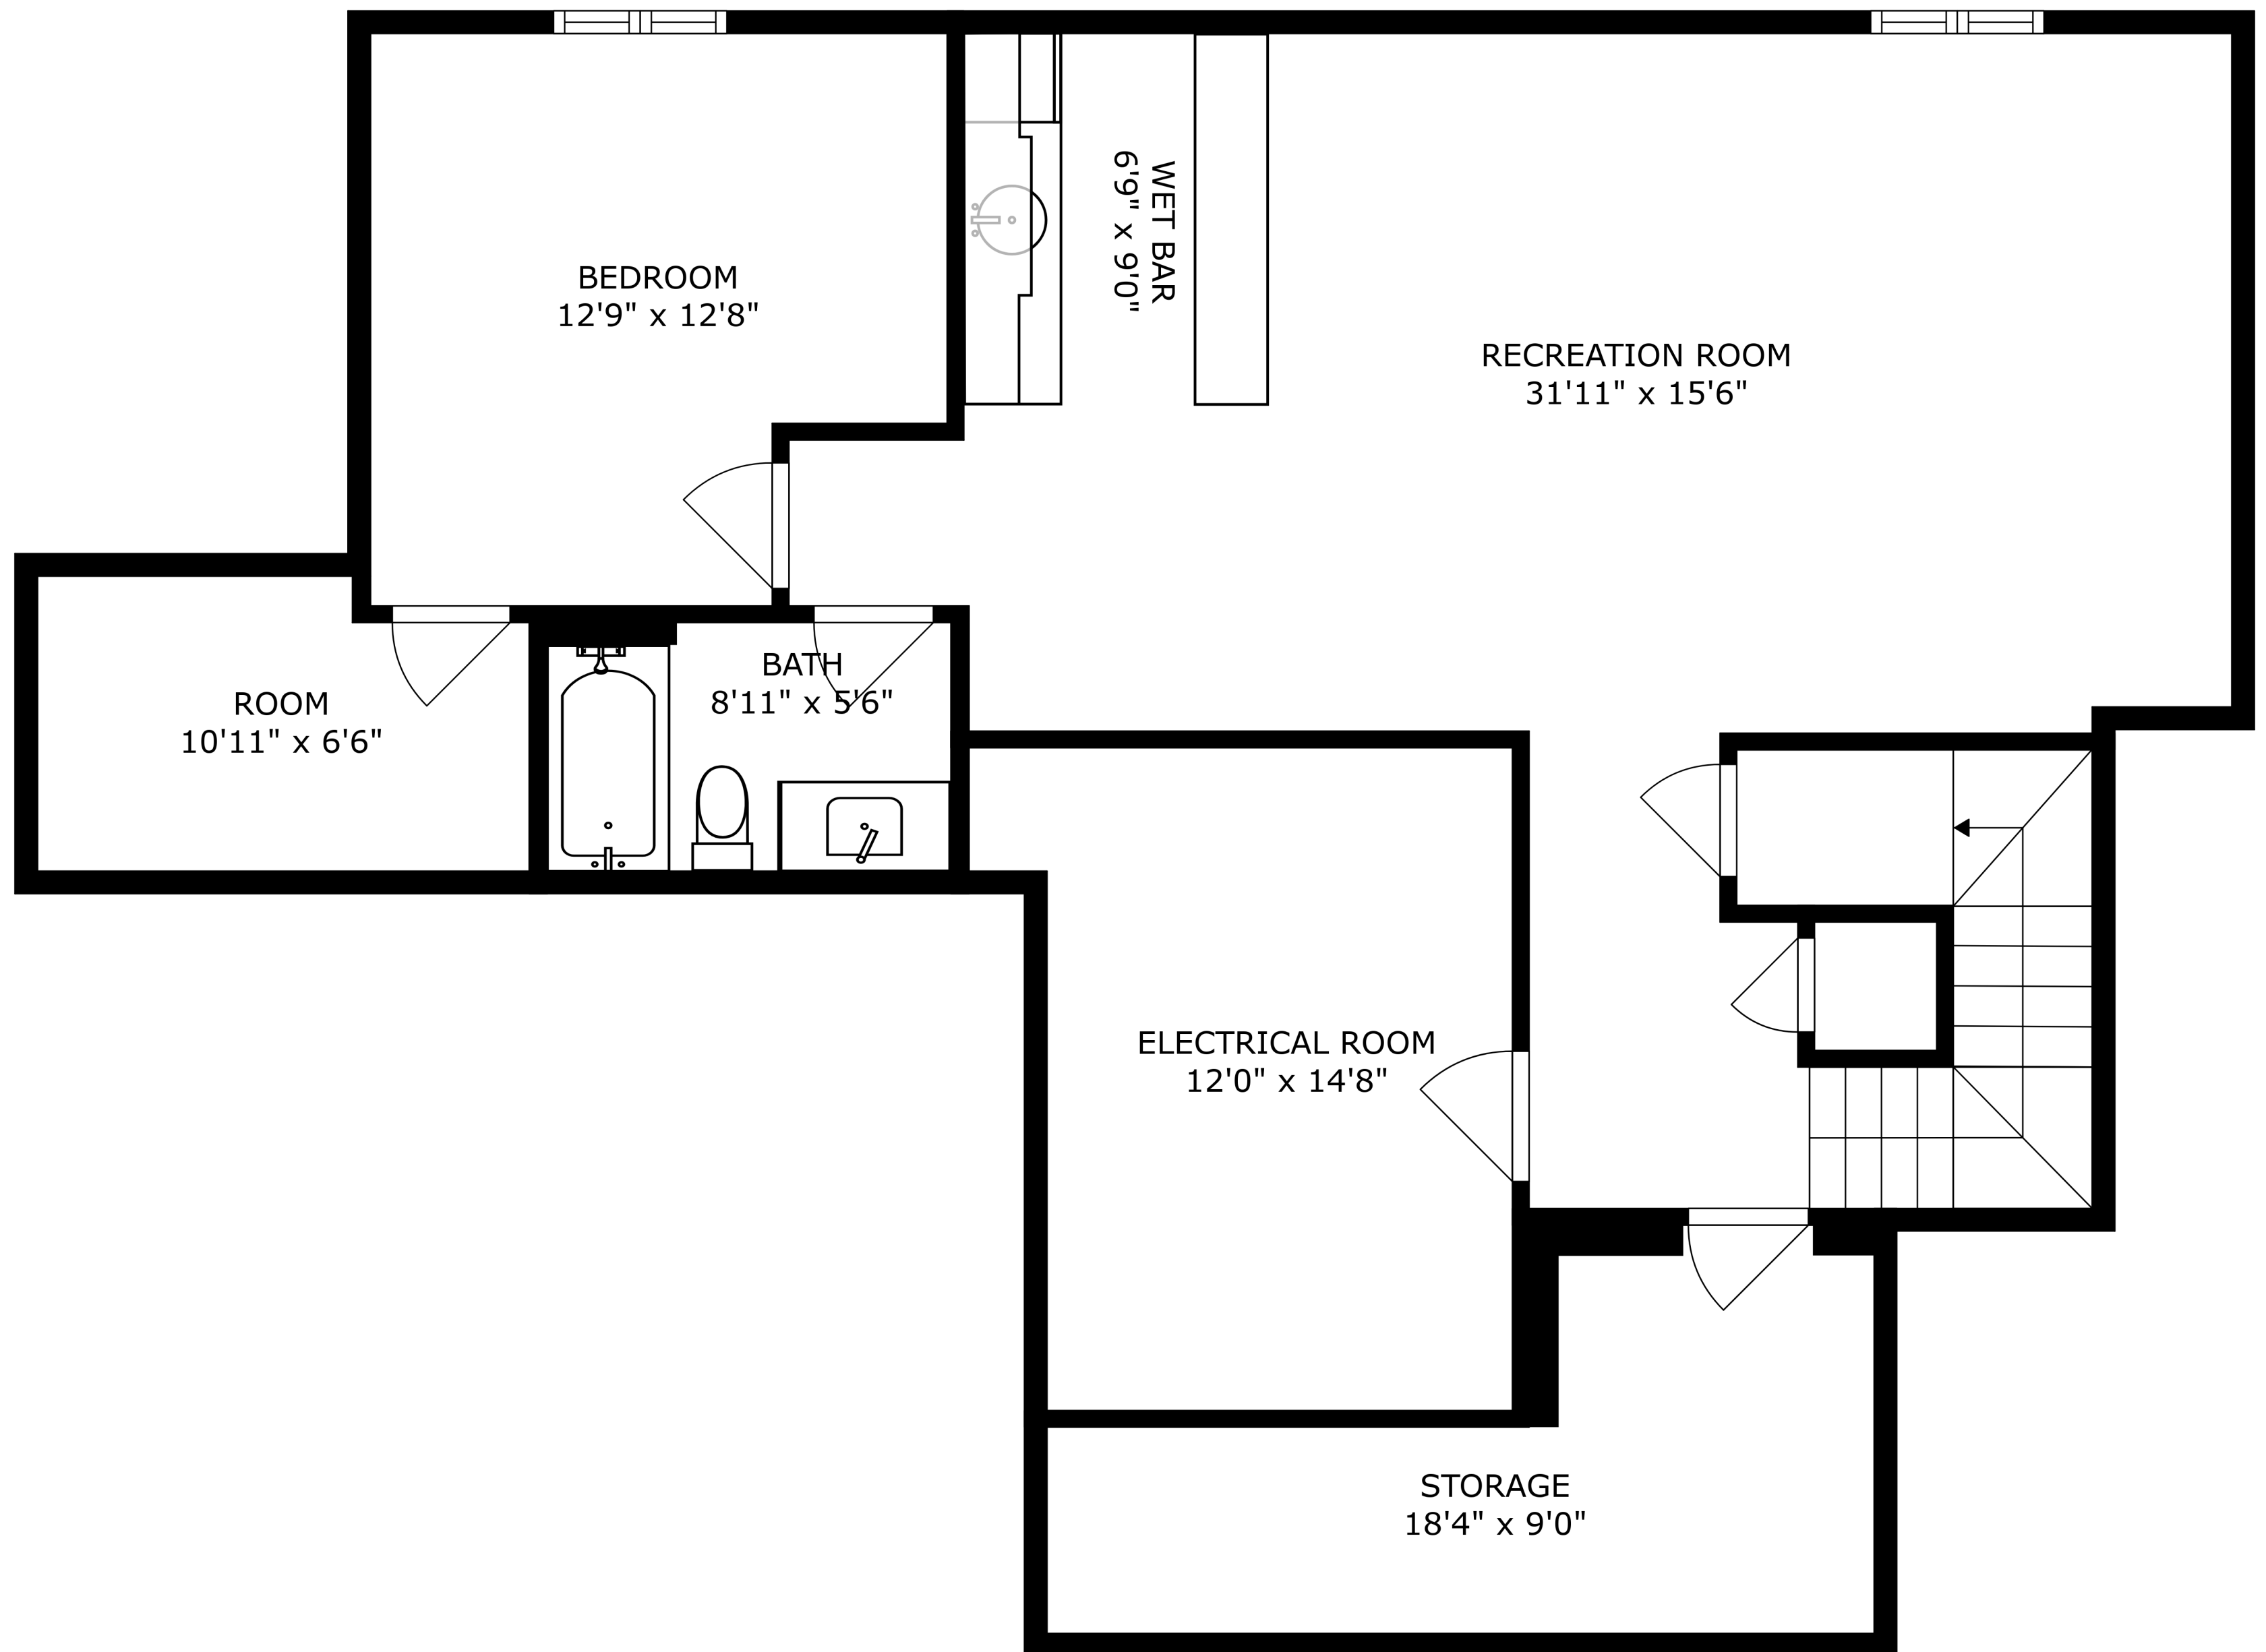 BEDROOM
12'9" x 12'8"
WET BAR
6'9" x 9'0"
RECREATION ROOM
31'11" x 15'6"
ROOM
10'11" x 6'6"
BATH
8'11" x 5'6"
ELECTRICAL ROOM
12'0" x 14'8"
STORAGE
18'4" x 9'0"